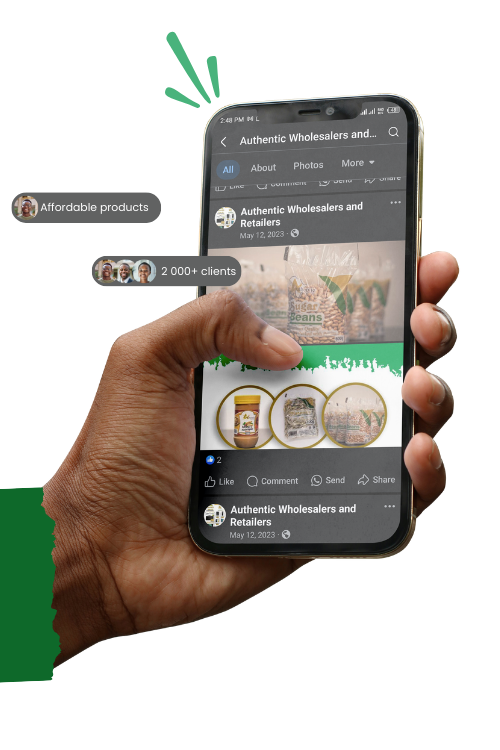 2:48 PM
Authentic Wholesalers and...
All
About
Photos
More
Like
Comment
Send
Share
Authentic Wholesalers and
Retailers
May 12, 2023 ·
Affordable products
2 000+ clients
Sugar
Beans
2
Like
Comment
Send
Share
Authentic Wholesalers and
Retailers
May 12, 2023 ·